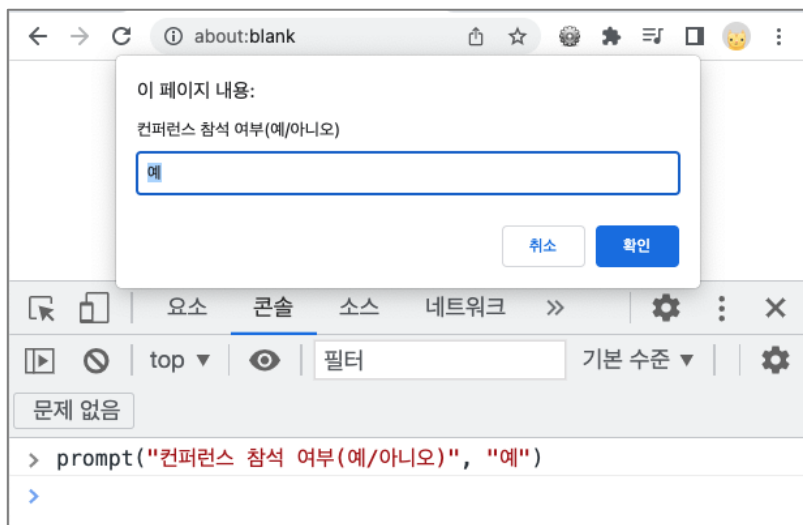 about:blank
이 페이지 내용:
컨퍼런스 참석 여부(예/아니오)
예
취소 확인
요소 콘솔 소스 네트워크 »
top ▼ 필터 기본 수준 ▼
문제 없음
> prompt("컨퍼런스 참석 여부(예/아니오)", "예")
>